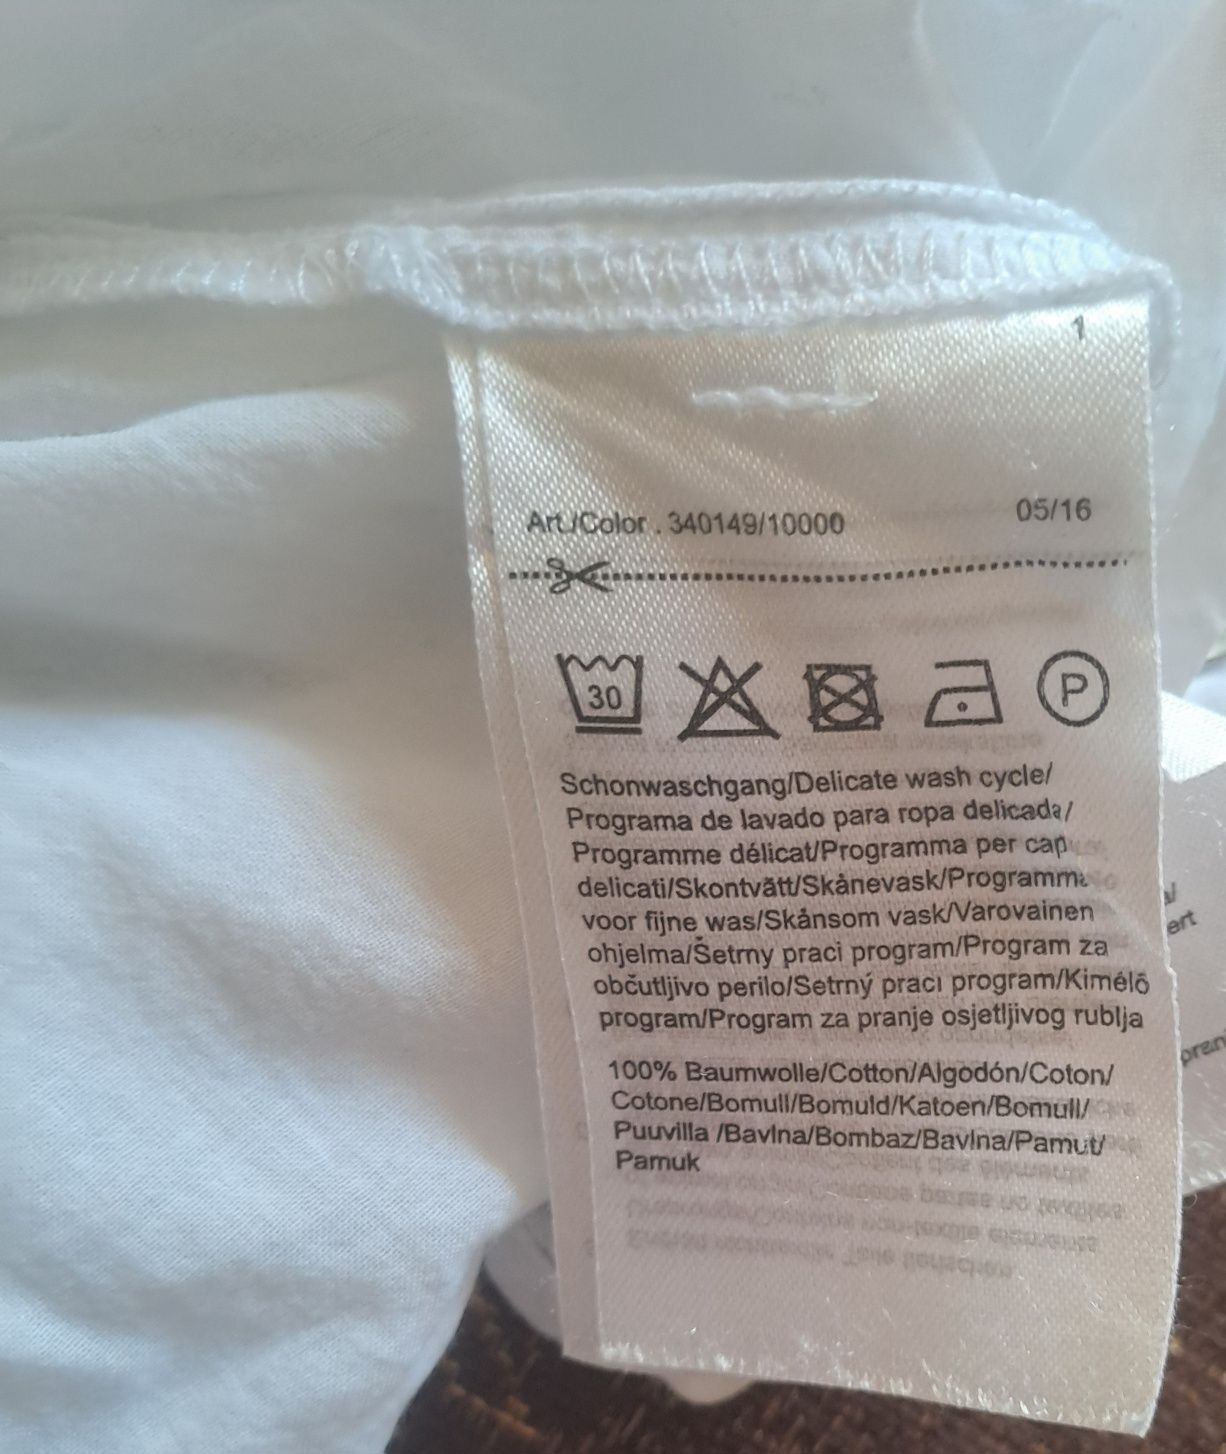 1
Art./Color . 340149/10000 05/16
30
P
Schonwaschgang/Delicate wash cycle/
Programa de lavado para ropa delicada/
Programme délicat/Programma per cap
delicati/Skontvätt/Skånevask/Programma
voor fijne was/Skånsom vask/Varovainen
ohjelma/Šetrny praci program/Program za
občutljivo perilo/Setrný pracı program/Kimélõ
program/Program za pranje osjetljivog rublja
100% Baumwolle/Cotton/Algodón/Coton/
Cotone/Bomull/Bomuld/Katoen/Bomull/
Puuvilla /Bavlna/Bombaz/Bavlna/Pamut/
Pamuk